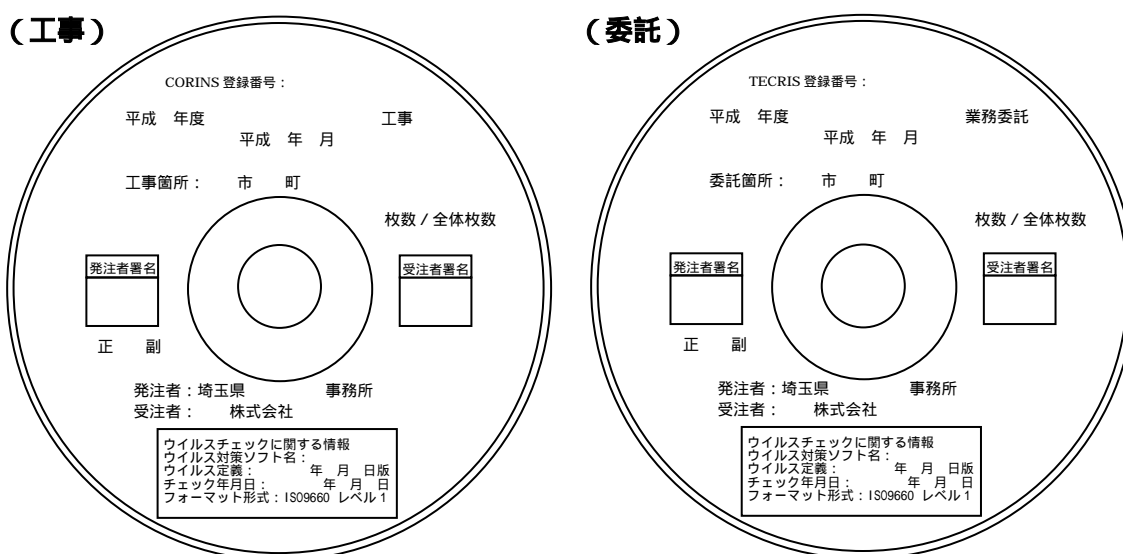 （工事）
CORINS 登録番号：
平成　年度　工事
平成　年　月
工事箇所：　市　町
枚数 / 全体枚数
発注者署名
受注者署名
正　副
発注者：埼玉県　事務所
受注者：　株式会社
ウイルスチェックに関する情報
ウイルス対策ソフト名：
ウイルス定義：　年　月　日版
チェック年月日：　年　月　日
フォーマット形式：ISO9660 レベル1
（委託）
TECRIS 登録番号：
平成　年度　業務委託
平成　年　月
委託箇所：　市　町
枚数 / 全体枚数
発注者署名
受注者署名
正　副
発注者：埼玉県　事務所
受注者：　株式会社
ウイルスチェックに関する情報
ウイルス対策ソフト名：
ウイルス定義：　年　月　日版
チェック年月日：　年　月　日
フォーマット形式：ISO9660 レベル1